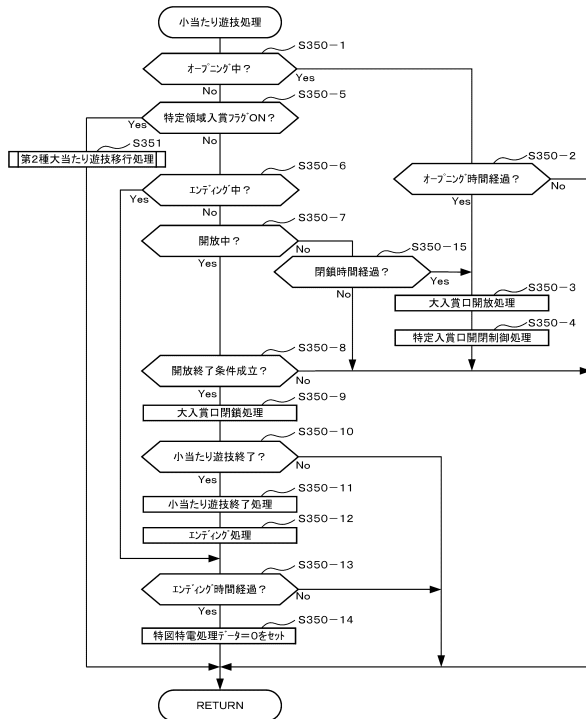 小当たり遊技処理
S350-1
オープニング中？
Yes
No
S350-5
特定領域入賞フラグON？
Yes
No
S351
第2種大当たり遊技移行処理
S350-2
オープニング時間経過？
No
Yes
S350-6
エンディング中？
Yes
No
S350-7
開放中？
No
Yes
S350-15
閉鎖時間経過？
Yes
No
S350-3
大入賞口開放処理
S350-4
特定入賞口開閉制御処理
S350-8
開放終了条件成立？
No
Yes
S350-9
大入賞口閉鎖処理
S350-10
小当たり遊技終了？
No
Yes
S350-11
小当たり遊技終了処理
S350-12
エンディング処理
S350-13
エンディング時間経過？
No
Yes
S350-14
特図特電処理データ=0をセット
RETURN